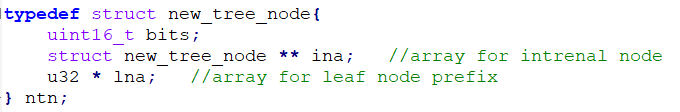 typedef struct new_tree_node{
uint16_t bits;
struct new_tree_node ** ina; //array for intrenal node
u32 * lna; //array for leaf node prefix
} ntn;